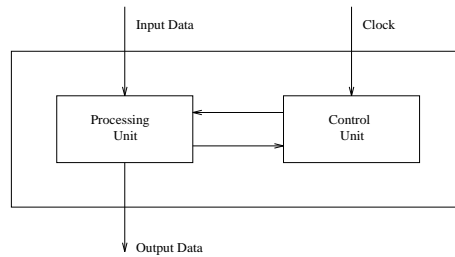 Input Data
Clock
Processing
Unit
Control
Unit
Output Data